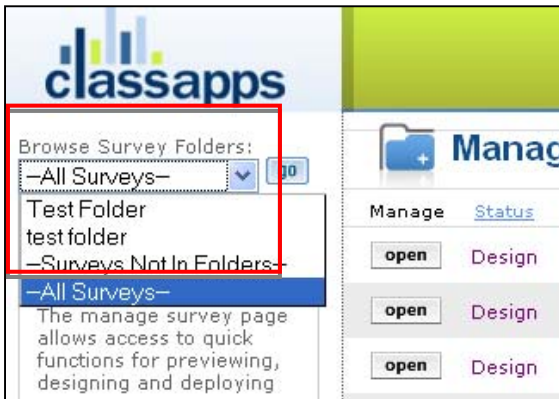 classapps
Browse Survey Folders:
–All Surveys–
go
Test Folder
test folder
–Surveys Not In Folders–
–All Surveys–
The manage survey page
allows access to quick
functions for previewing,
designing and deploying
Manag
Manage Status
open Design
open Design
open Design